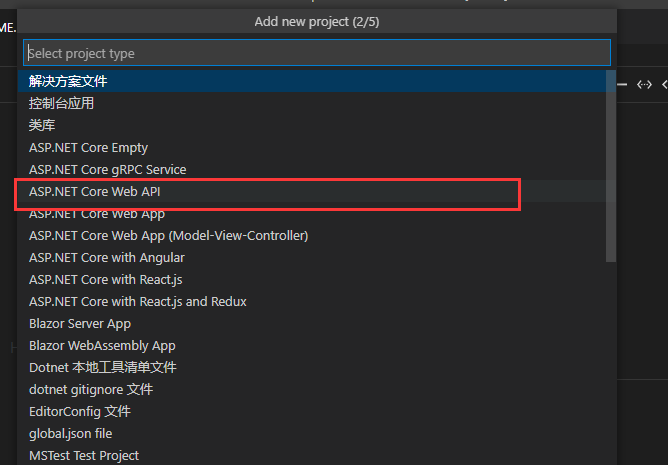 Add new project (2/5)
ME.
Select project type
解决方案文件
控制台应用
类库
ASP.NET Core Empty
ASP.NET Core gRPC Service
ASP.NET Core Web API
ASP.NET Core Web App
ASP.NET Core Web App (Model-View-Controller)
ASP.NET Core with Angular
ASP.NET Core with React.js
ASP.NET Core with React.js and Redux
Blazor Server App
Blazor WebAssembly App
Dotnet 本地工具清单文件
dotnet gitignore 文件
EditorConfig 文件
global.json file
MSTest Test Project